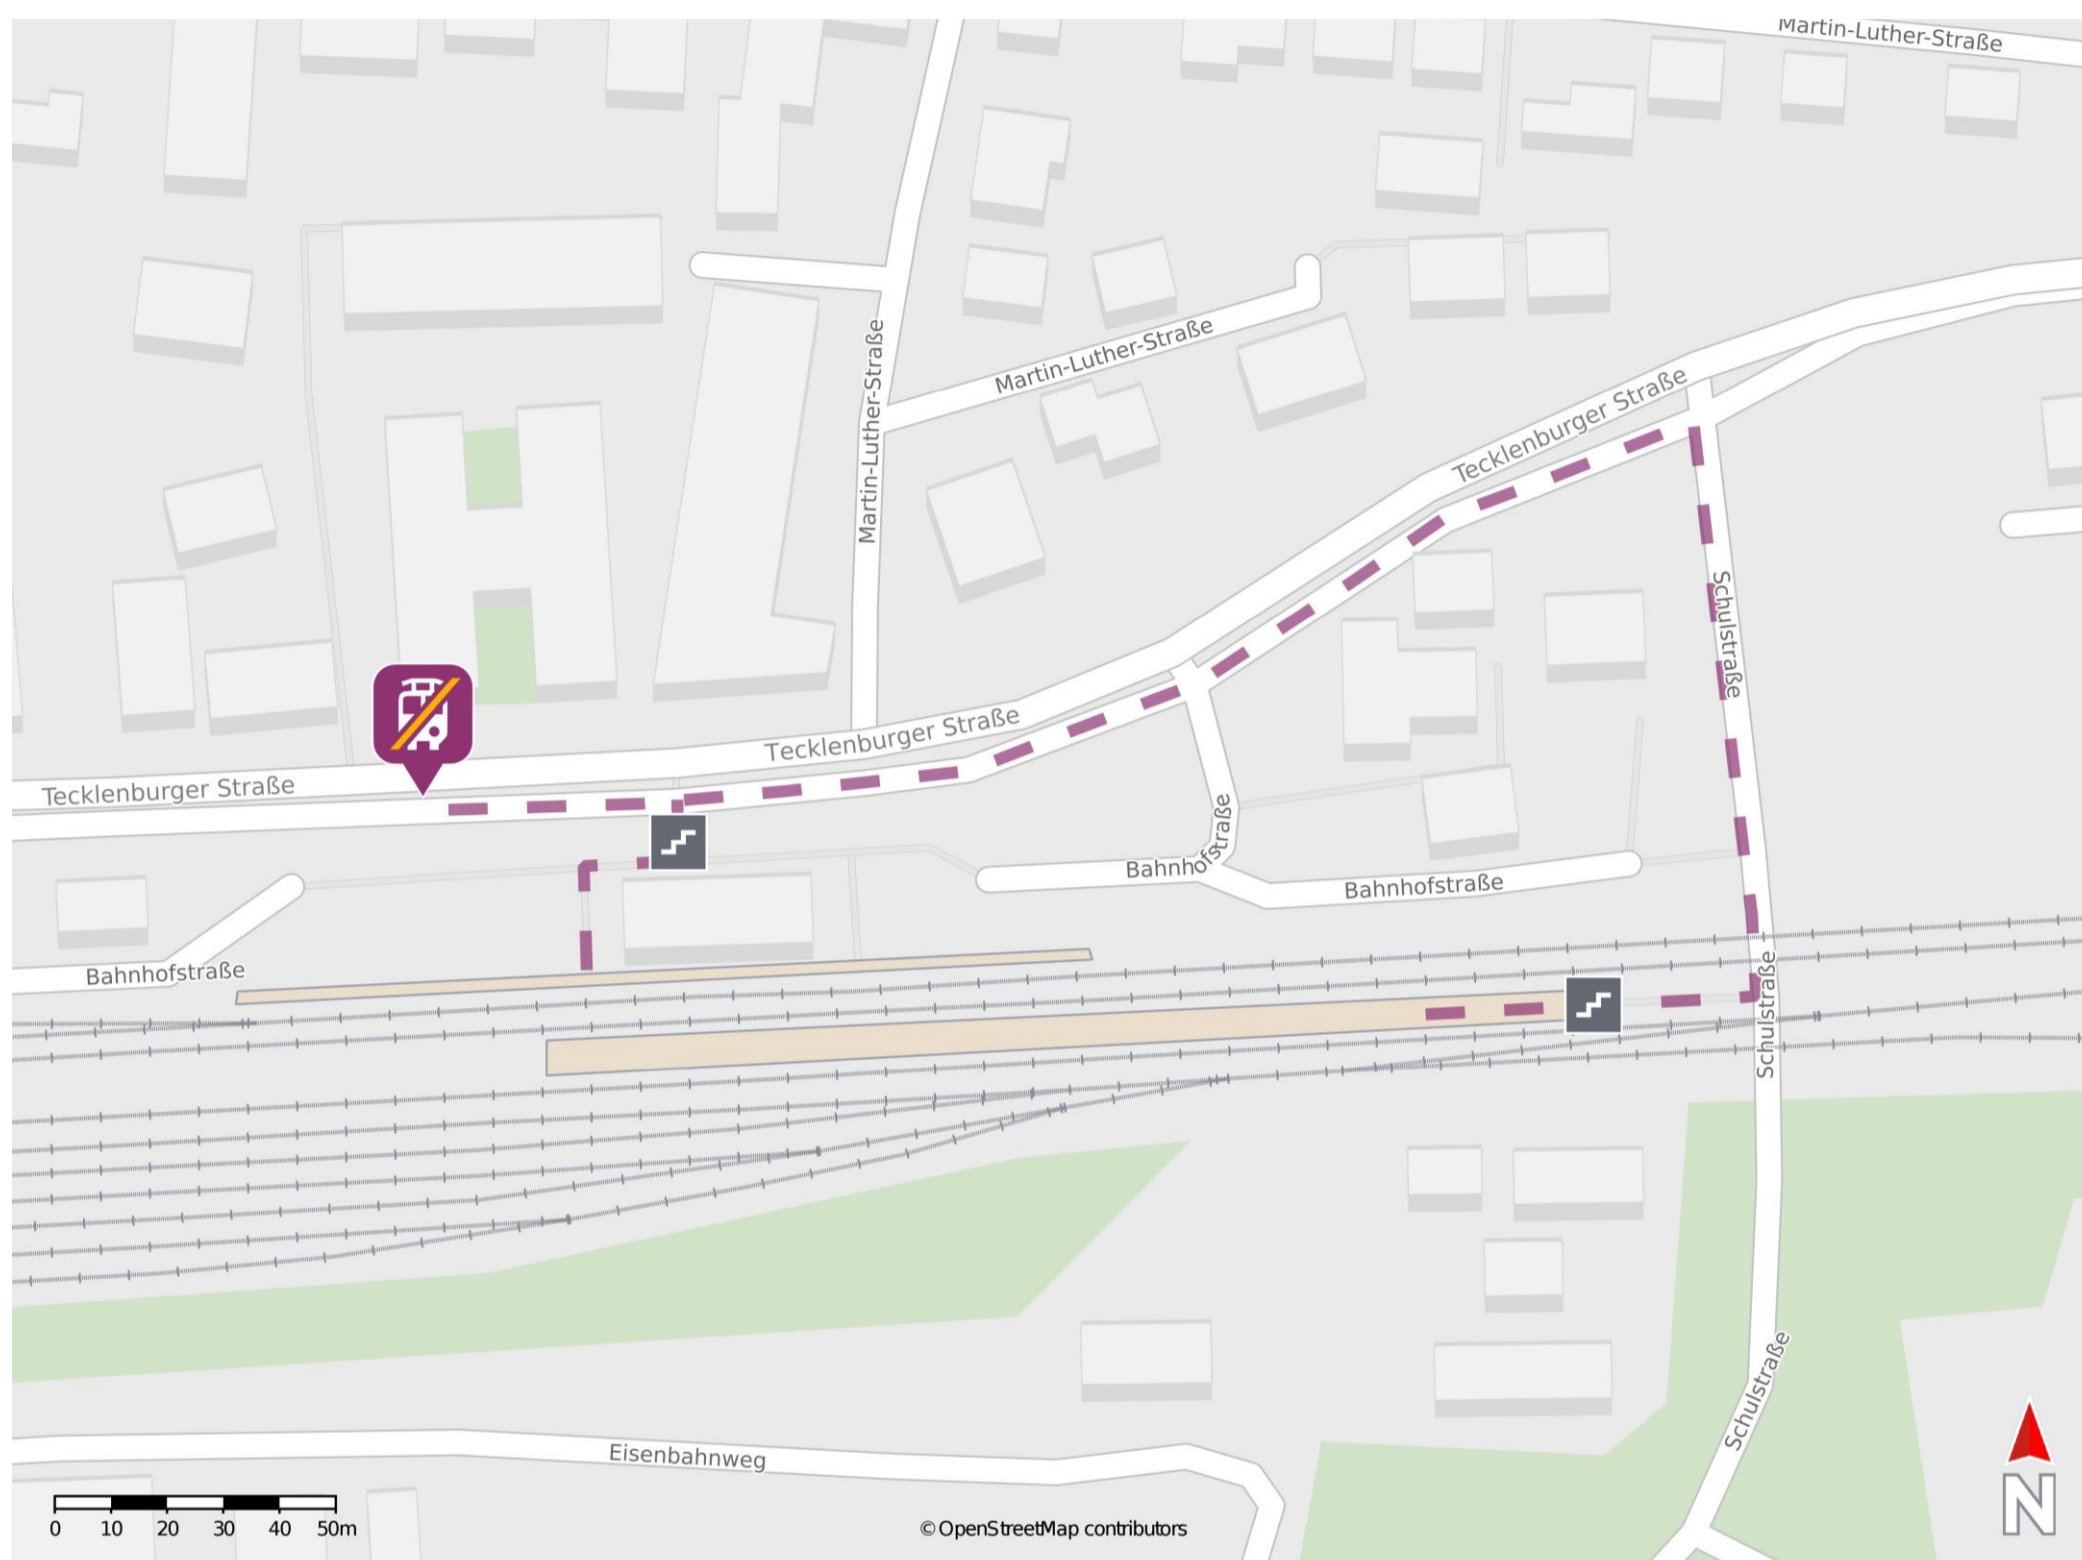 Martin-Luther-Straße
Martin-Luther-Straße
Martin-Luther-Straße
Tecklenburger Straße
Schulstraße
Tecklenburger Straße
Tecklenburger Straße
Bahnhofstraße
Bahnhofstraße
Bahnhofstraße
Schulstraße
Schulstraße
Eisenbahnweg
0 10 20 30 40 50m
© OpenStreetMap contributors
N